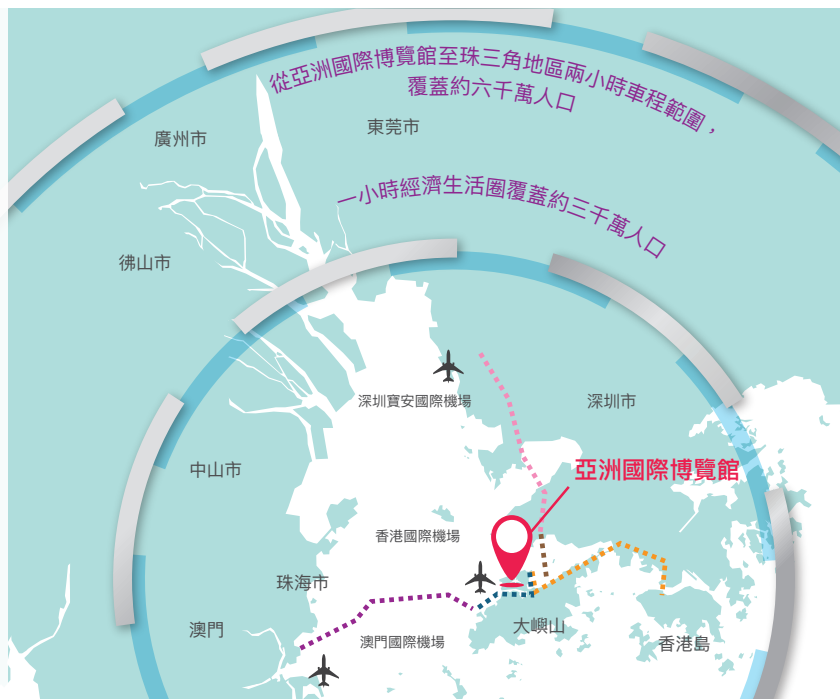 從亞洲國際博覽館至珠三角地區兩小時車程範圍，
覆蓋約六千萬人口
廣州市
東莞市
一小時經濟生活圈覆蓋約三千萬人口
彿山市
深圳寶安國際機場
深圳市
中山市
亞洲國際博覽館
香港國際機場
珠海市
澳門
大嶼山
澳門國際機場
香港島